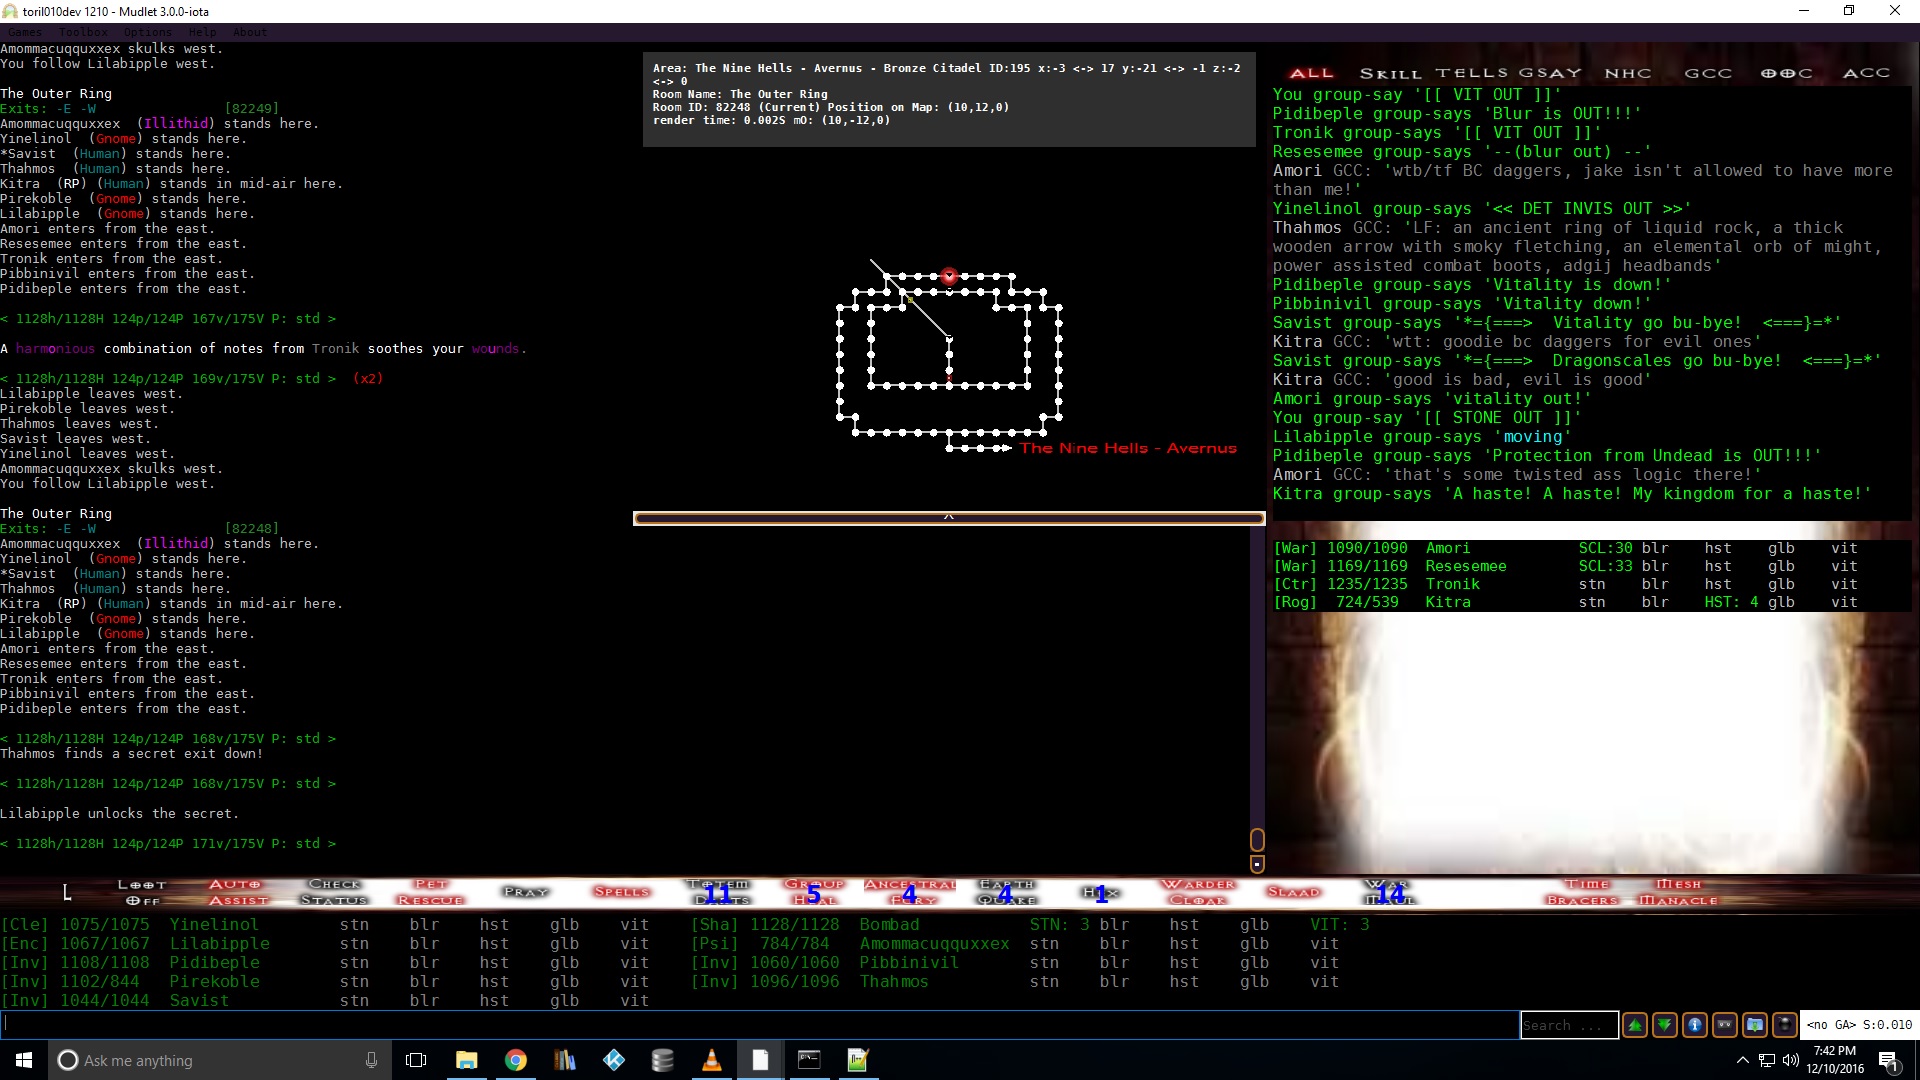 toril010dev 1210 - Mudlet 3.0.0-iota
Games Toolbox Options Help About
Amommacuqquxxex skulks west.
You follow Lilabipple west.
The Outer Ring
Exits: -E -W [82249]
Amommacuqquxxex (Illithid) stands here.
Yinelinol (Gnome) stands here.
*Savist (Human) stands here.
Thahmos (Human) stands here.
Kitra (RP) (Human) stands in mid-air here.
Pirekoble (Gnome) stands here.
Lilabipple (Gnome) stands here.
Amori enters from the east.
Resesemee enters from the east.
Tronik enters from the east.
Pibbinivil enters from the east.
Pidibeple enters from the east.
< 1128h/1128H 124p/124P 167v/175V P: std >
A harmonious combination of notes from Tronik soothes your wounds.
< 1128h/1128H 124p/124P 169v/175V P: std > (x2)
Lilabipple leaves west.
Pirekoble leaves west.
Thahmos leaves west.
Savist leaves west.
Yinelinol leaves west.
Amommacuqquxxex skulks west.
You follow Lilabipple west.
The Outer Ring
Exits: -E -W [82248]
Amommacuqquxxex (Illithid) stands here.
Yinelinol (Gnome) stands here.
*Savist (Human) stands here.
Thahmos (Human) stands here.
Kitra (RP) (Human) stands in mid-air here.
Pirekoble (Gnome) stands here.
Lilabipple (Gnome) stands here.
Amori enters from the east.
Resesemee enters from the east.
Tronik enters from the east.
Pibbinivil enters from the east.
Pidibeple enters from the east.
< 1128h/1128H 124p/124P 168v/175V P: std >
Thahmos finds a secret exit down!
< 1128h/1128H 124p/124P 168v/175V P: std >
Lilabipple unlocks the secret.
< 1128h/1128H 124p/124P 171v/175V P: std >
Area: The Nine Hells - Avernus - Bronze Citadel ID:195 x:-3 <-> 17 y:-21 <-> -1 z:-2
<-> 0
Room Name: The Outer Ring
Room ID: 82248 (Current) Position on Map: (10,12,0)
render time: 0.002S mO: (10,-12,0)
The Nine Hells - Avernus
^
ALL SKILL TELLS GSAY NHC GCC OOC ACC
You group-say '[[ VIT OUT ]]'
Pidibeple group-says 'Blur is OUT!!!'
Tronik group-says '[[ VIT OUT ]]'
Resesemee group-says '--(blur out) --'
Amori GCC: 'wtb/tf BC daggers, jake isn't allowed to have more
than me!'
Yinelinol group-says '<< DET INVIS OUT >>'
Thahmos GCC: 'LF: an ancient ring of liquid rock, a thick
wooden arrow with smoky fletching, an elemental orb of might,
power assisted combat boots, adgij headbands'
Pidibeple group-says 'Vitality is down!'
Pibbinivil group-says 'Vitality down!'
Savist group-says '*={===>  Vitality go bu-bye!  <===}=*'
Kitra GCC: 'wtt: goodie bc daggers for evil ones'
Savist group-says '*={===>  Dragonscales go bu-bye!  <===}=*'
Kitra GCC: 'good is bad, evil is good'
Amori group-says 'vitality out!'
You group-say '[[ STONE OUT ]]'
Lilabipple group-says 'moving'
Pidibeple group-says 'Protection from Undead is OUT!!!'
Amori GCC: 'that's some twisted ass logic there!'
Kitra group-says 'A haste! A haste! My kingdom for a haste!'
[War] 1090/1090 Amori SCL:30 blr hst glb vit
[War] 1169/1169 Resesemee SCL:33 blr hst glb vit
[Ctr] 1235/1235 Tronik stn blr hst glb vit
[Rog] 724/539 Kitra stn blr HST: 4 glb vit
L LOOT OFF AUTO ASSIST CHECK STATUS PET RESCUE PRAY SPELLS TOTEM DARTS 11 GROUP HEAL 5 ANCESTRAL FURY 4 EARTH QUAKE 4 HEX 1 WARDER CLOAK SLAAD WAR MAUL 14 TIME BRACERS MESH MANACLE
[Cle] 1075/1075 Yinelinol stn blr hst glb vit [Sha] 1128/1128 Bombad STN: 3 blr hst glb VIT: 3
[Enc] 1067/1067 Lilabipple stn blr hst glb vit [Psi] 784/784 Amommacuqquxxex stn blr hst glb vit
[Inv] 1108/1108 Pidibeple stn blr hst glb vit [Inv] 1060/1060 Pibbinivil stn blr hst glb vit
[Inv] 1102/844 Pirekoble stn blr hst glb vit [Inv] 1096/1096 Thahmos stn blr hst glb vit
[Inv] 1044/1044 Savist stn blr hst glb vit
Search ... <no GA> S:0.010
Ask me anything
7:42 PM
12/10/2016
1